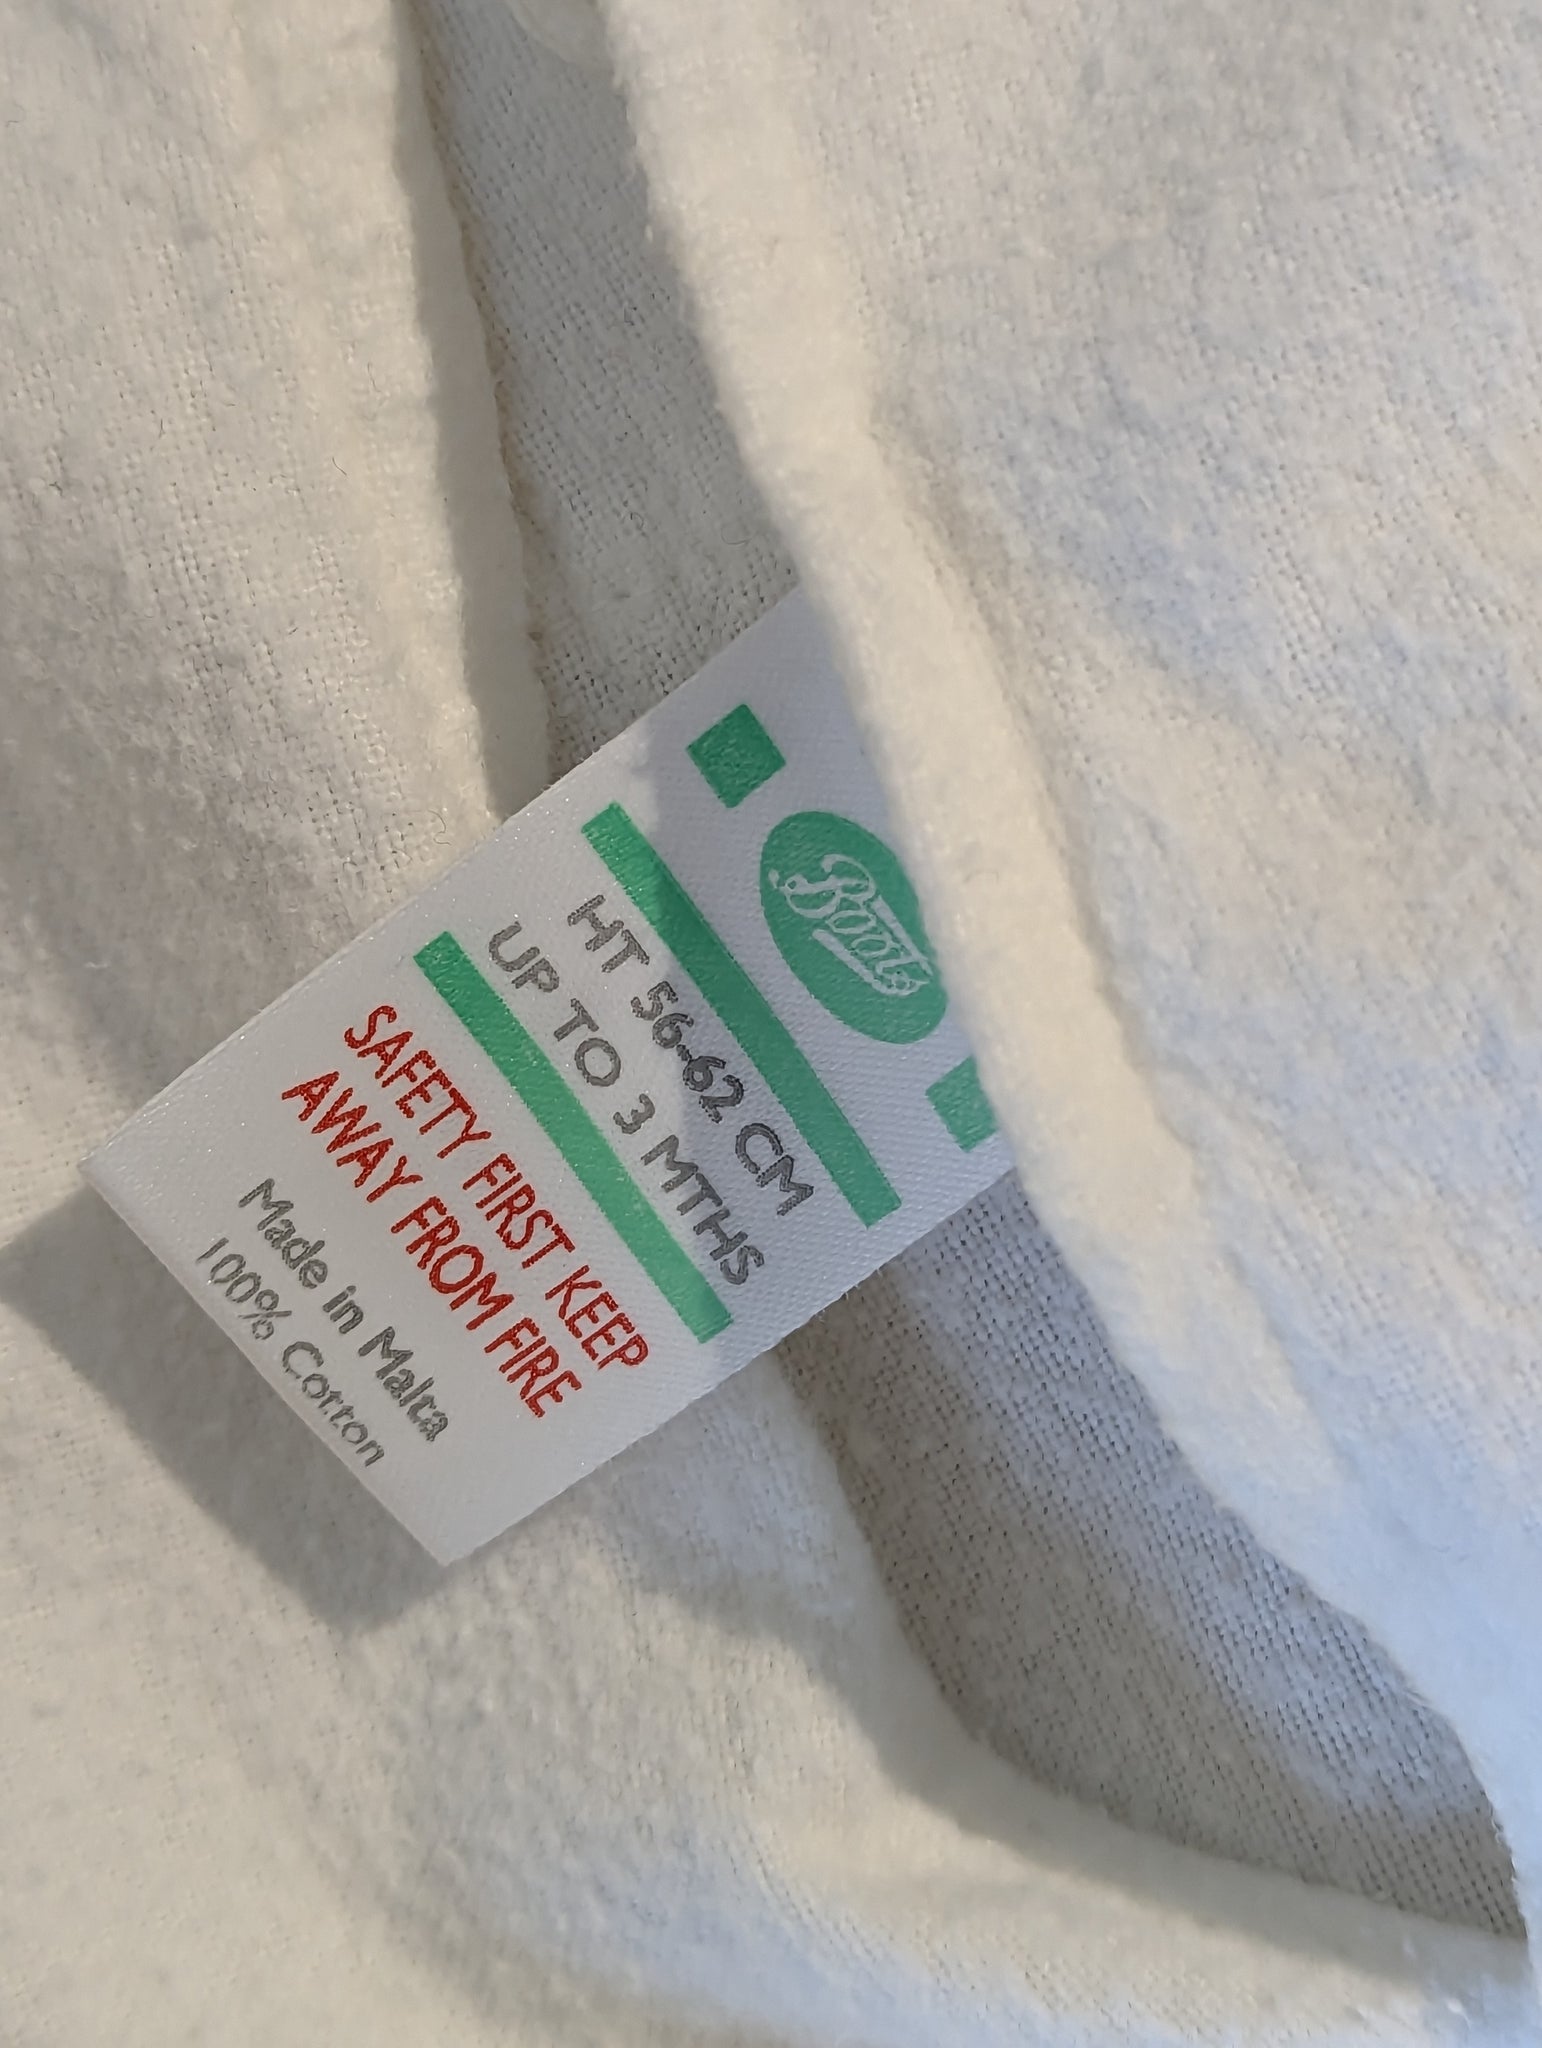 Boots
HT 56-62 CM
UP TO 3 MTHS
SAFETY FIRST KEEP
AWAY FROM FIRE
Made in Malta
100% Cotton